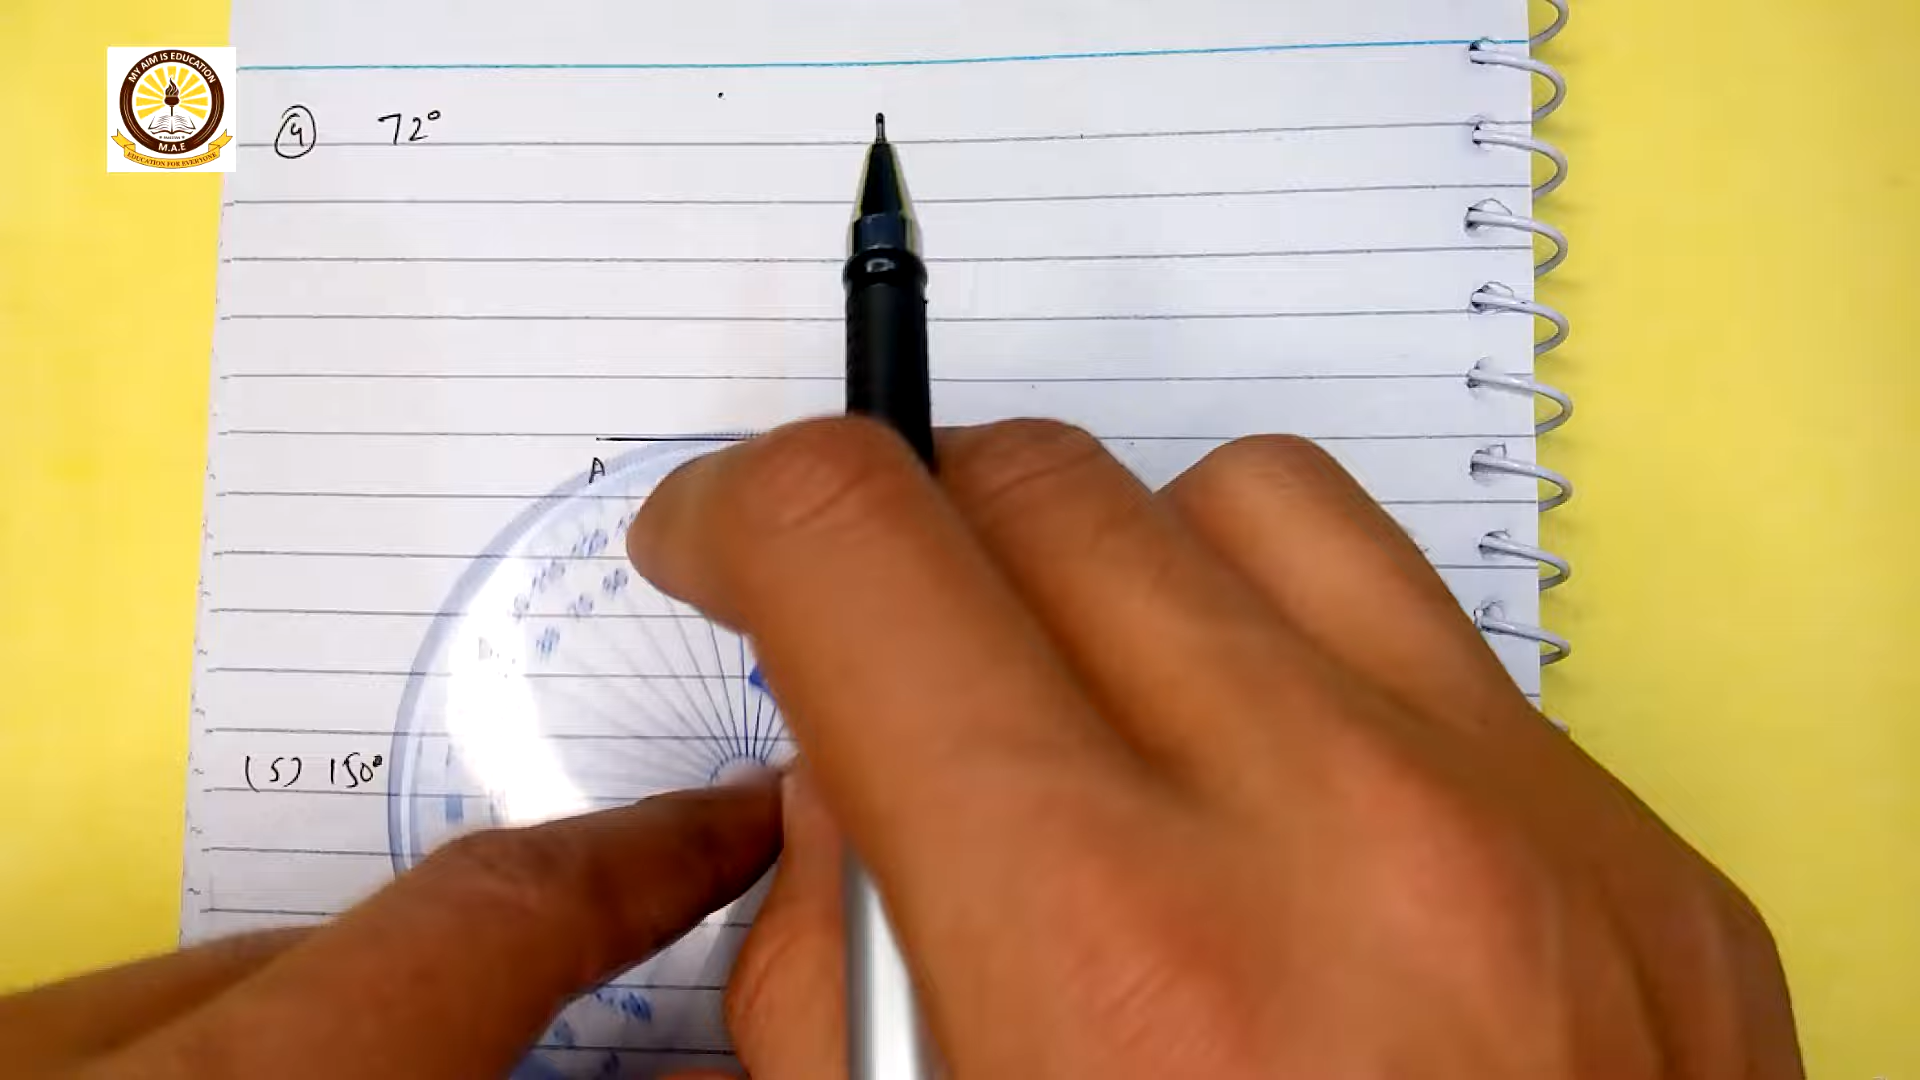 MY AIM IS EDUCATION
M.A.E
EDUCATION FOR EVERYONE
④ 72°
A
(5) 150°